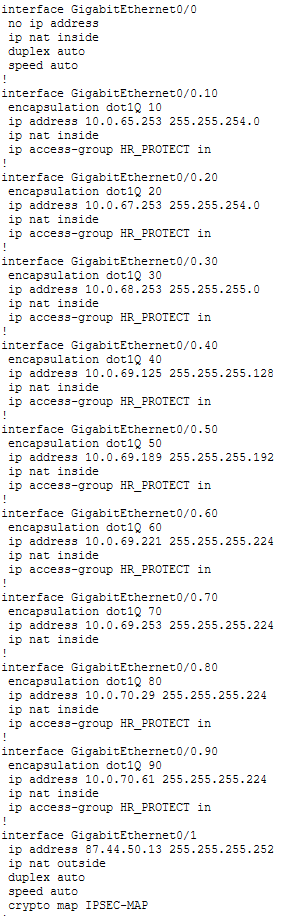 interface GigabitEthernet0/0
no ip address
ip nat inside
duplex auto
speed auto
!
interface GigabitEthernet0/0.10
encapsulation dot1Q 10
ip address 10.0.65.253 255.255.254.0
ip nat inside
ip access-group HR_PROTECT in
!
interface GigabitEthernet0/0.20
encapsulation dot1Q 20
ip address 10.0.67.253 255.255.254.0
ip nat inside
ip access-group HR_PROTECT in
!
interface GigabitEthernet0/0.30
encapsulation dot1Q 30
ip address 10.0.68.253 255.255.255.0
ip nat inside
ip access-group HR_PROTECT in
!
interface GigabitEthernet0/0.40
encapsulation dot1Q 40
ip address 10.0.69.125 255.255.255.128
ip nat inside
ip access-group HR_PROTECT in
!
interface GigabitEthernet0/0.50
encapsulation dot1Q 50
ip address 10.0.69.189 255.255.255.192
ip nat inside
ip access-group HR_PROTECT in
!
interface GigabitEthernet0/0.60
encapsulation dot1Q 60
ip address 10.0.69.221 255.255.255.224
ip nat inside
ip access-group HR_PROTECT in
!
interface GigabitEthernet0/0.70
encapsulation dot1Q 70
ip address 10.0.69.253 255.255.255.224
ip nat inside
!
interface GigabitEthernet0/0.80
encapsulation dot1Q 80
ip address 10.0.70.29 255.255.255.224
ip nat inside
ip access-group HR_PROTECT in
!
interface GigabitEthernet0/0.90
encapsulation dot1Q 90
ip address 10.0.70.61 255.255.255.224
ip nat inside
ip access-group HR_PROTECT in
!
interface GigabitEthernet0/1
ip address 87.44.50.13 255.255.255.252
ip nat outside
duplex auto
speed auto
crypto map IPSEC-MAP